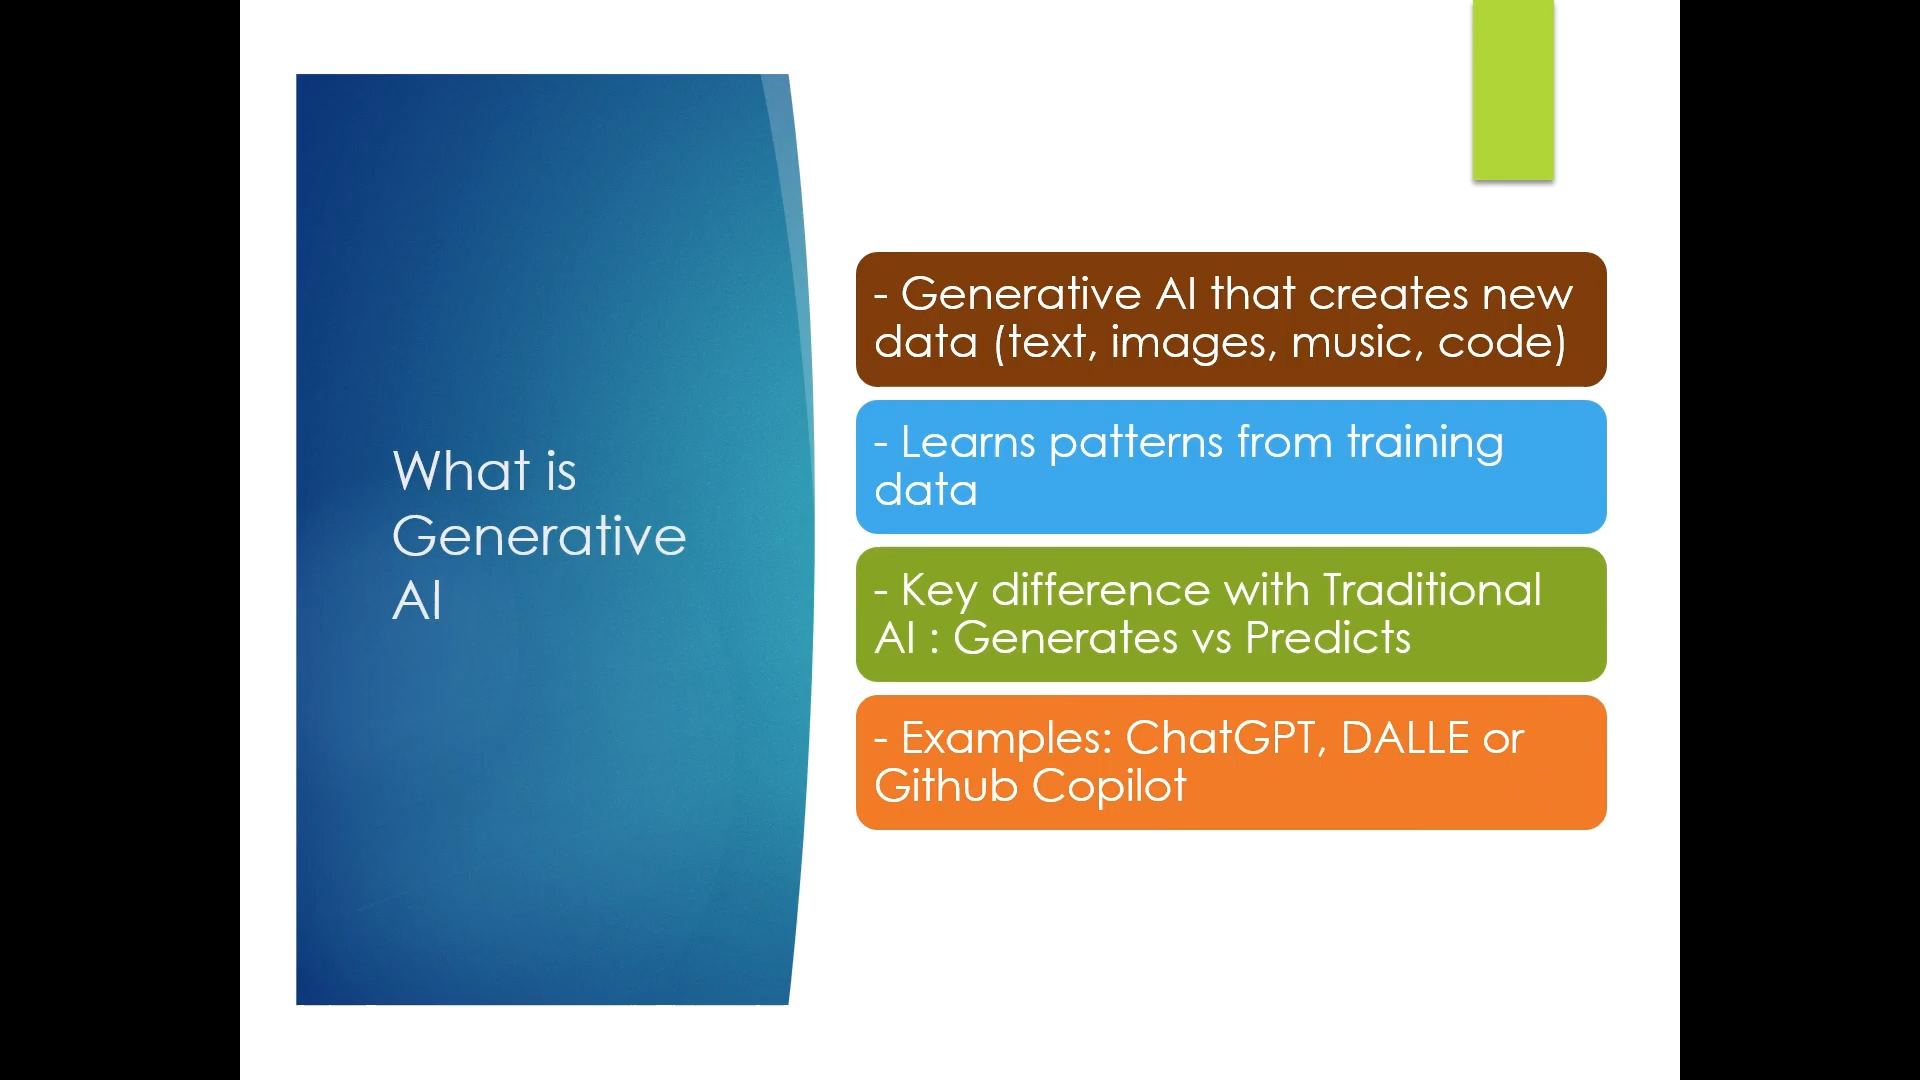 What is
Generative
AI
- Generative AI that creates new
data (text, images, music, code)
- Learns patterns from training
data
- Key difference with Traditional
AI : Generates vs Predicts
- Examples: ChatGPT, DALLE or
Github Copilot